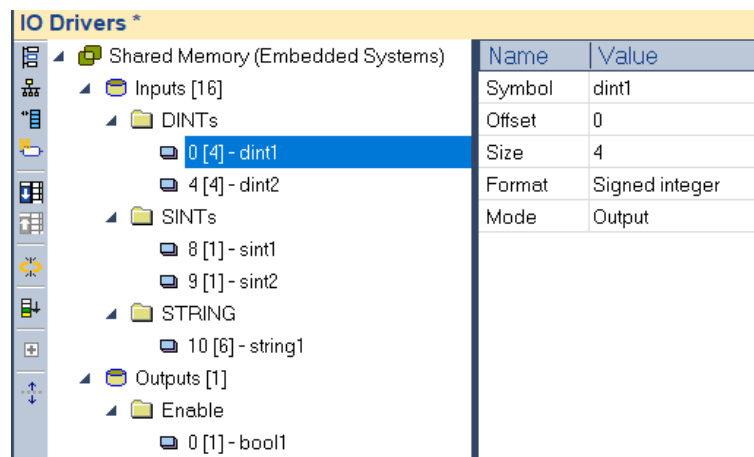 IO Drivers *
Shared Memory (Embedded Systems)
Inputs [16]
DINTs
0 [4] - dint1
4 [4] - dint2
SINTs
8 [1] - sint1
9 [1] - sint2
STRING
10 [6] - string1
Outputs [1]
Enable
0 [1] - bool1
Name Value
Symbol dint1
Offset 0
Size 4
Format Signed integer
Mode Output